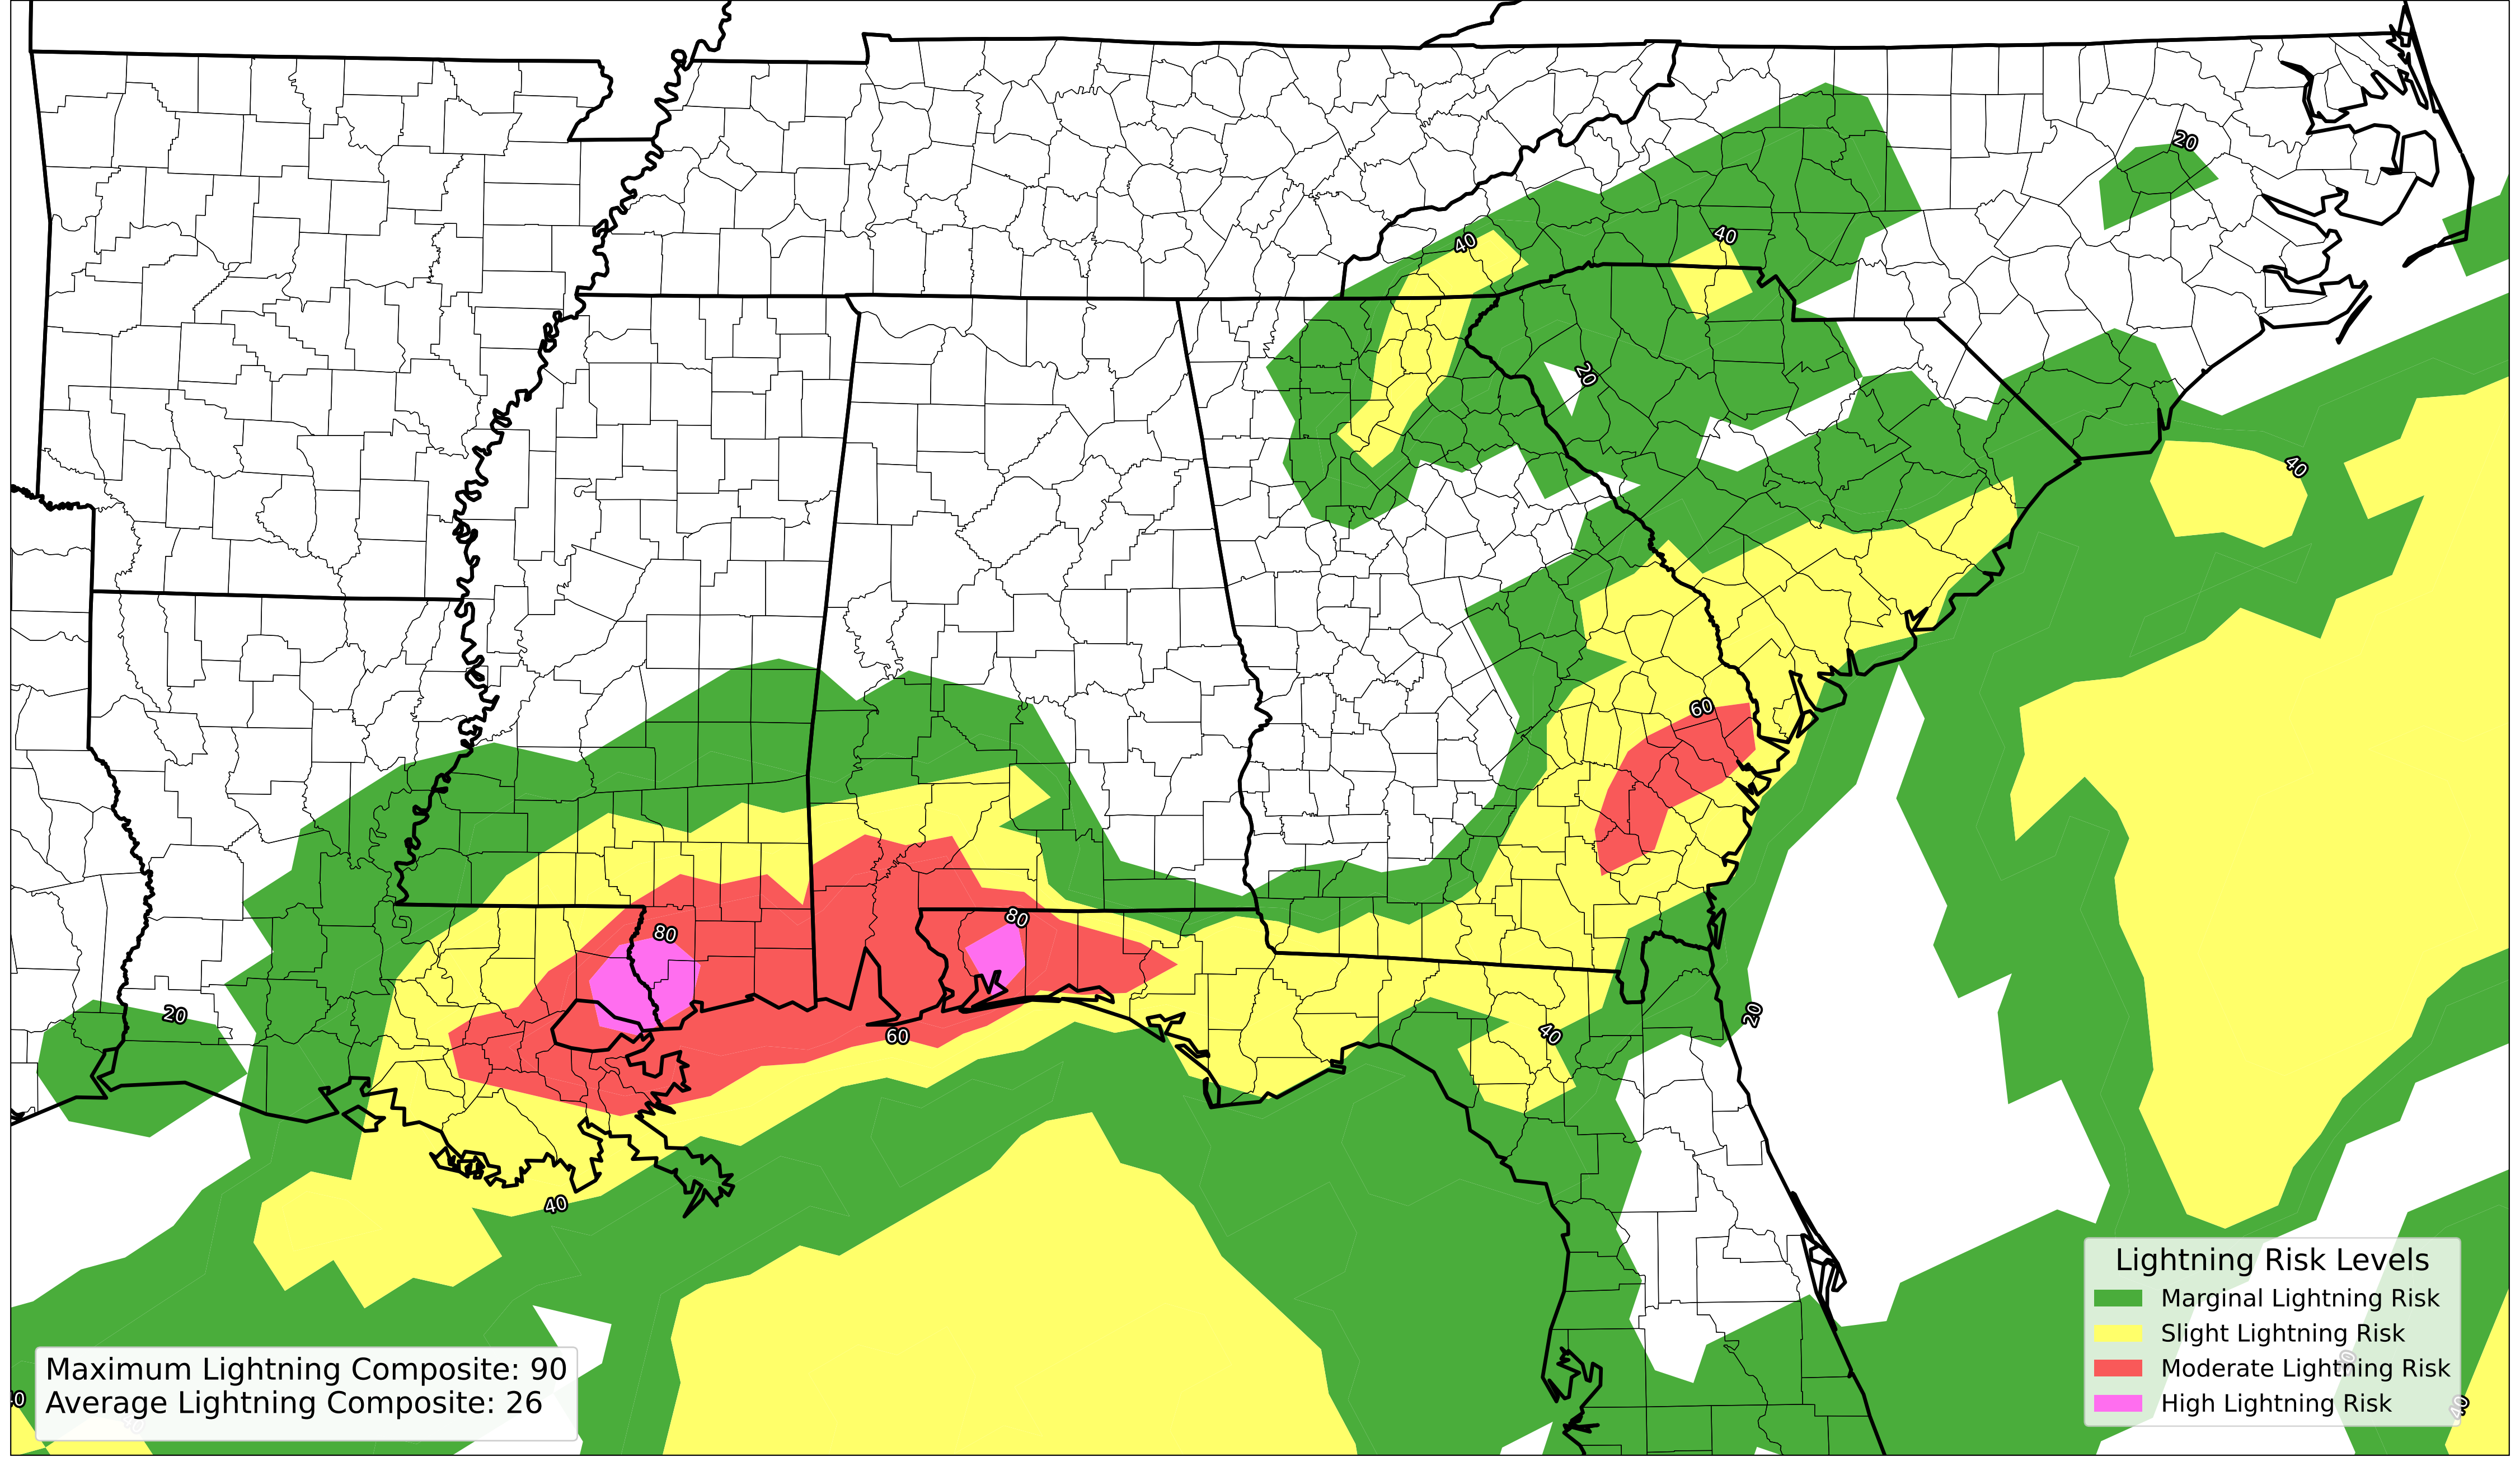 20
40
40
20
40
60
80
80
20
20
60
40
40
Lightning Risk Levels
Marginal Lightning Risk
Slight Lightning Risk
Moderate Lightning Risk
High Lightning Risk
Maximum Lightning Composite: 90
Average Lightning Composite: 26
40